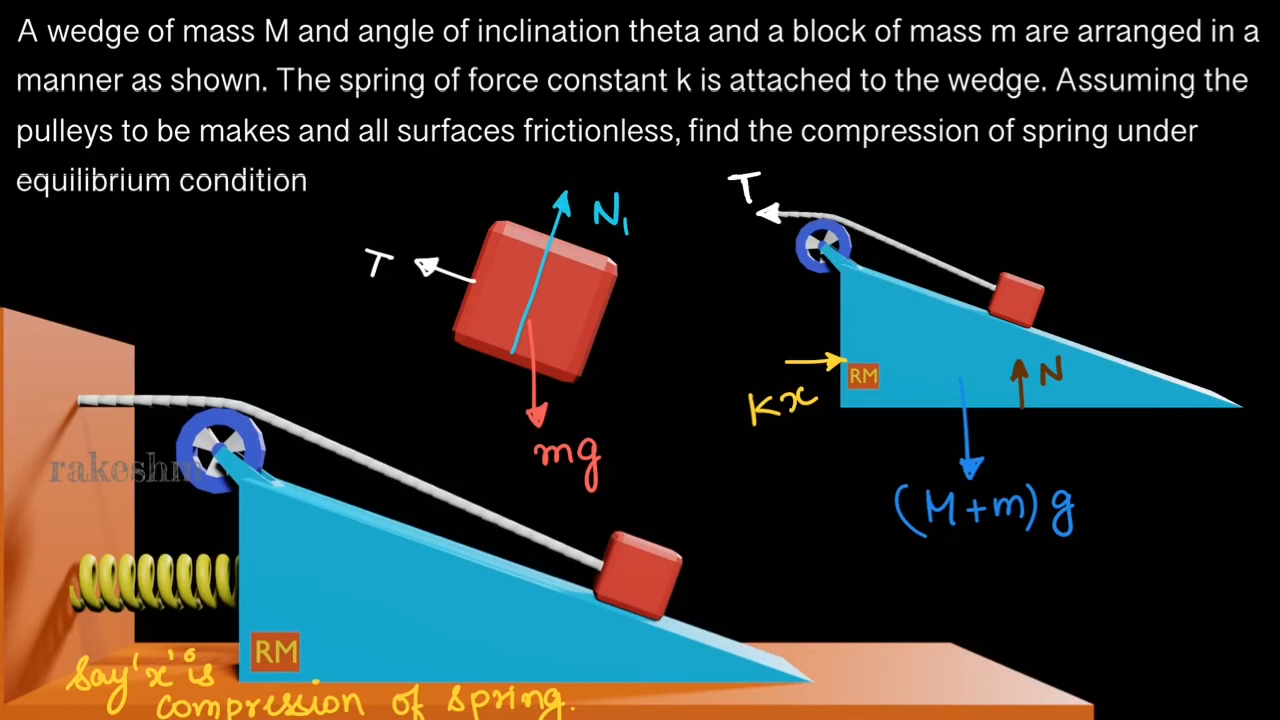 A wedge of mass M and angle of inclination theta and a block of mass m are arranged in a
manner as shown. The spring of force constant k is attached to the wedge. Assuming the
pulleys to be makes and all surfaces frictionless, find the compression of spring under
equilibrium condition
T
N₁
T
mg
Kx
RM
N
(M+m)g
rakeshm
RM
Say 'x' is
compression of spring.